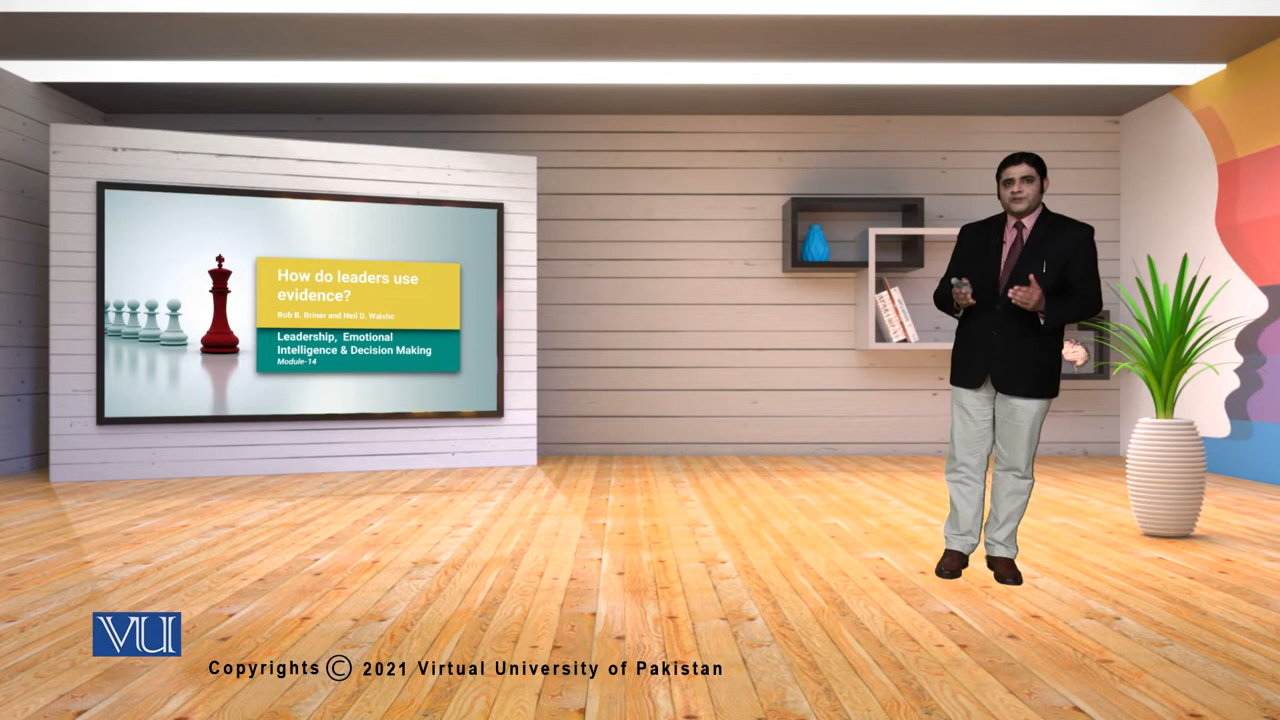 How do leaders use
evidence?
Rob B. Briner and Neil D. Walshe
Leadership, Emotional
Intelligence & Decision Making
Module-14
VU
Copyrights © 2021 Virtual University of Pakistan